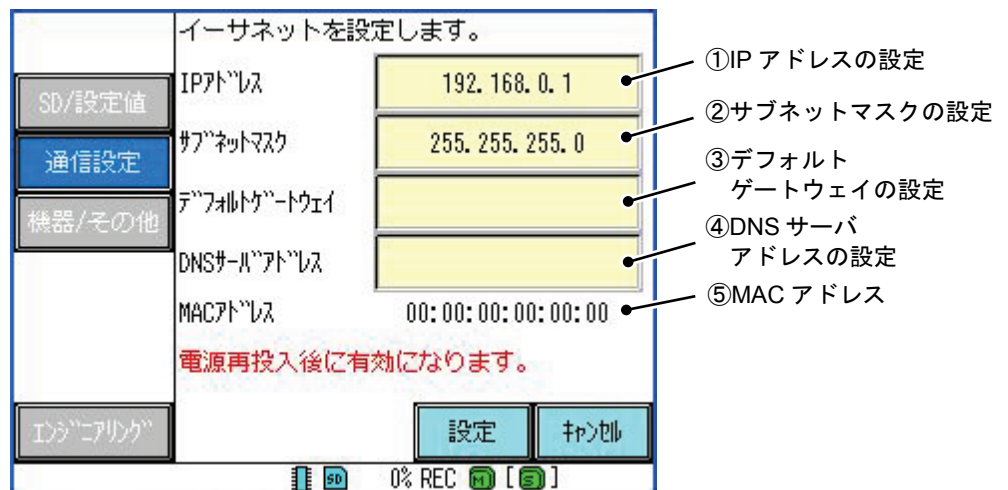 イーサネットを設定します。
IPｱﾄﾞﾚｽ
192. 168. 0. 1
ｻﾌﾞﾈｯﾄﾏｽｸ
255. 255. 255. 0
ﾃﾞﾌｫﾙﾄｹﾞｰﾄｳｪｲ
DNSｻｰﾊﾞｱﾄﾞﾚｽ
MACｱﾄﾞﾚｽ
00:00:00:00:00:00
電源再投入後に有効になります。
設定
ｷｬﾝｾﾙ
SD/設定値
通信設定
機器/その他
ｴﾝｼﾞﾆｱﾘﾝｸﾞ
SD
0% REC
M
[
S
]
①IP アドレスの設定
②サブネットマスクの設定
③デフォルト
ゲートウェイの設定
④DNS サーバ
アドレスの設定
⑤MAC アドレス